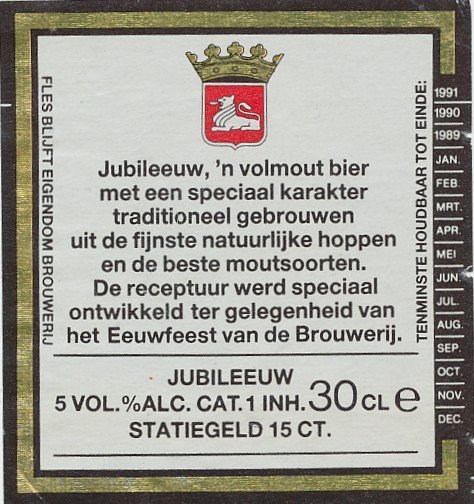 FLES BLIJFT EIGENDOM BROUWERIJ
Jubileeuw, 'n volmout bier
met een speciaal karakter
traditioneel gebrouwen
uit de fijnste natuurlijke hoppen
en de beste moutsoorten.
De receptuur werd speciaal
ontwikkeld ter gelegenheid van
het Eeuwfeest van de Brouwerij.
JUBILEEUW
5 VOL.%ALC. CAT.1 INH. 30 CL e
STATIEGELD 15 CT.
TENMINSTE HOUDBAAR TOT EINDE:
1991
1990
1989
JAN.
FEB.
MRT.
APR.
MEI
JUN.
JUL.
AUG.
SEP.
OCT.
NOV.
DEC.